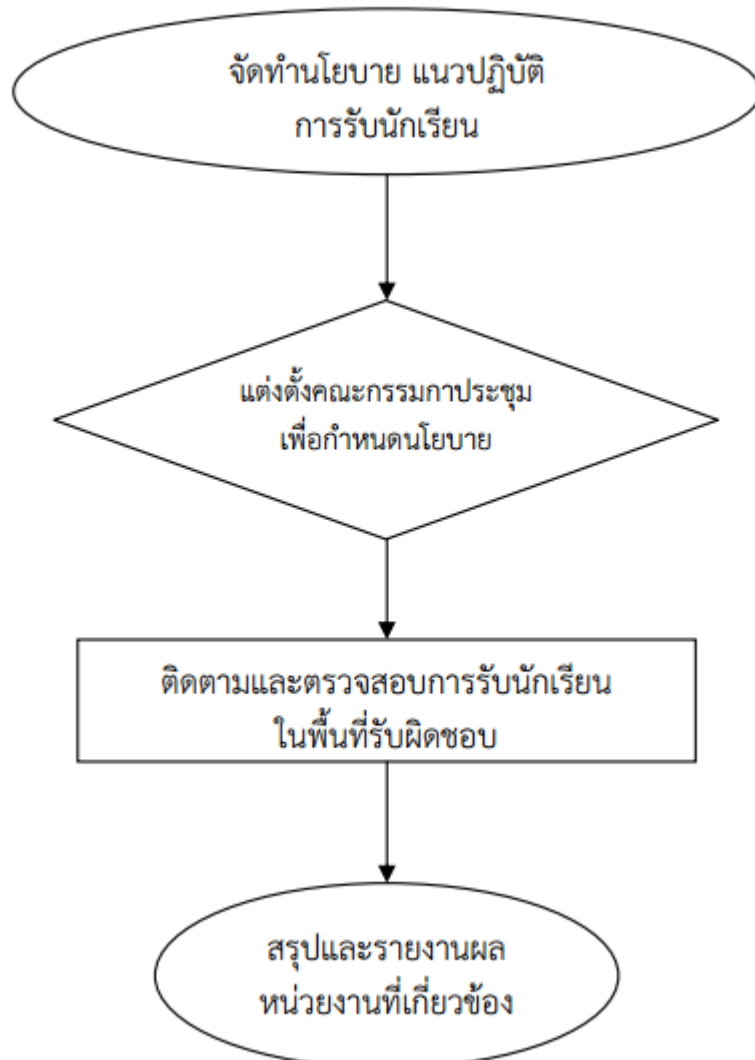 จัดทำนโยบาย แนวปฏิบัติ
การรับนักเรียน
แต่งตั้งคณะกรรมกาประชุม
เพื่อกำหนดนโยบาย
ติดตามและตรวจสอบการรับนักเรียน
ในพื้นที่รับผิดชอบ
สรุปและรายงานผล
หน่วยงานที่เกี่ยวข้อง